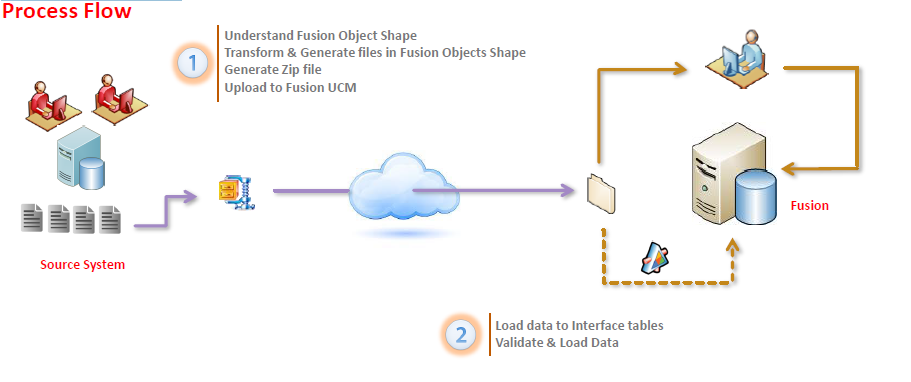 Process Flow
1
Understand Fusion Object Shape
Transform & Generate files in Fusion Objects Shape
Generate Zip file
Upload to Fusion UCM
Fusion
Source System
2
Load data to Interface tables
Validate & Load Data